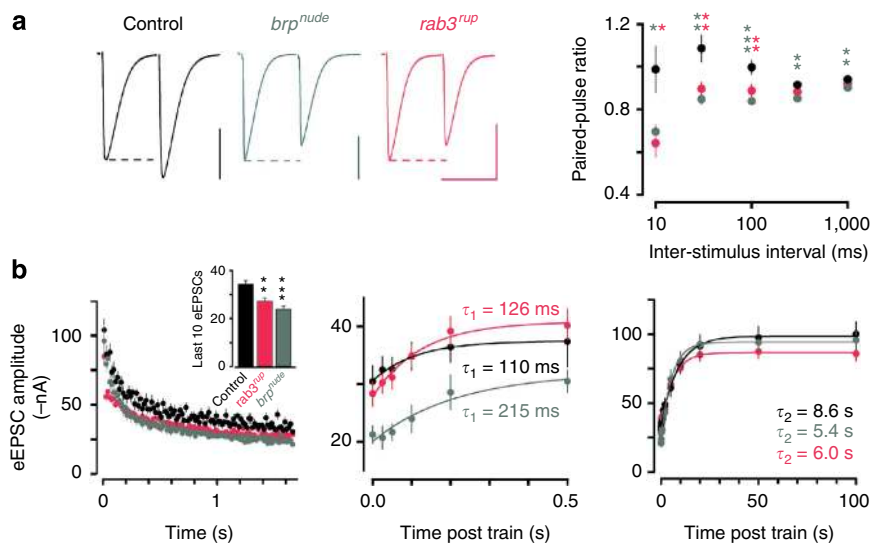 a
Control
brp^nude
rab3^rup
Paired-pulse ratio
1.2
0.8
0.4
** 
** **
*** **
**
**
10
100
1,000
Inter-stimulus interval (ms)
b
eEPSC amplitude
(–nA)
100
50
0
0
1
Time (s)
Last 10 eEPSCs
40
20
0
**
***
Control
rab3^rup
brp^nude
40
30
20
τ1 = 126 ms
τ1 = 110 ms
τ1 = 215 ms
0.0
0.5
Time post train (s)
100
50
0
τ2 = 8.6 s
τ2 = 5.4 s
τ2 = 6.0 s
0
50
100
Time post train (s)